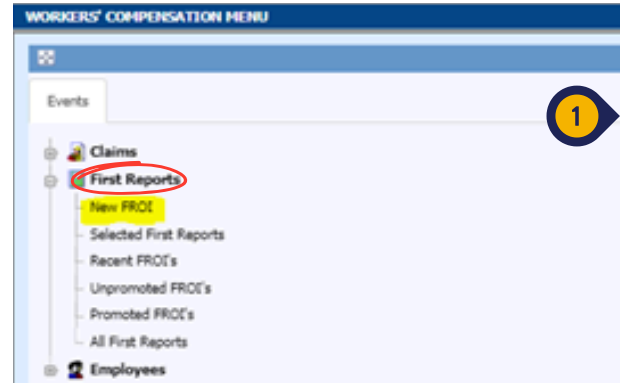 WORKERS' COMPENSATION MENU
Events
1
Claims
First Reports
New FROI
Selected First Reports
Recent FROI's
Unpromoted FROI's
Promoted FROI's
All First Reports
Employees